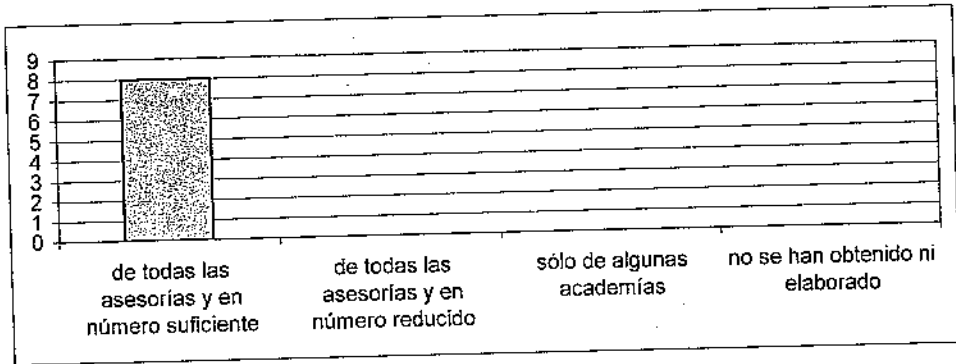 9
8
7
6
5
4
3
2
1
0
de todas las
asesorías y en
número suficiente
de todas las
asesorías y en
número reducido
sólo de algunas
academías
no se han obtenido ni
elaborado